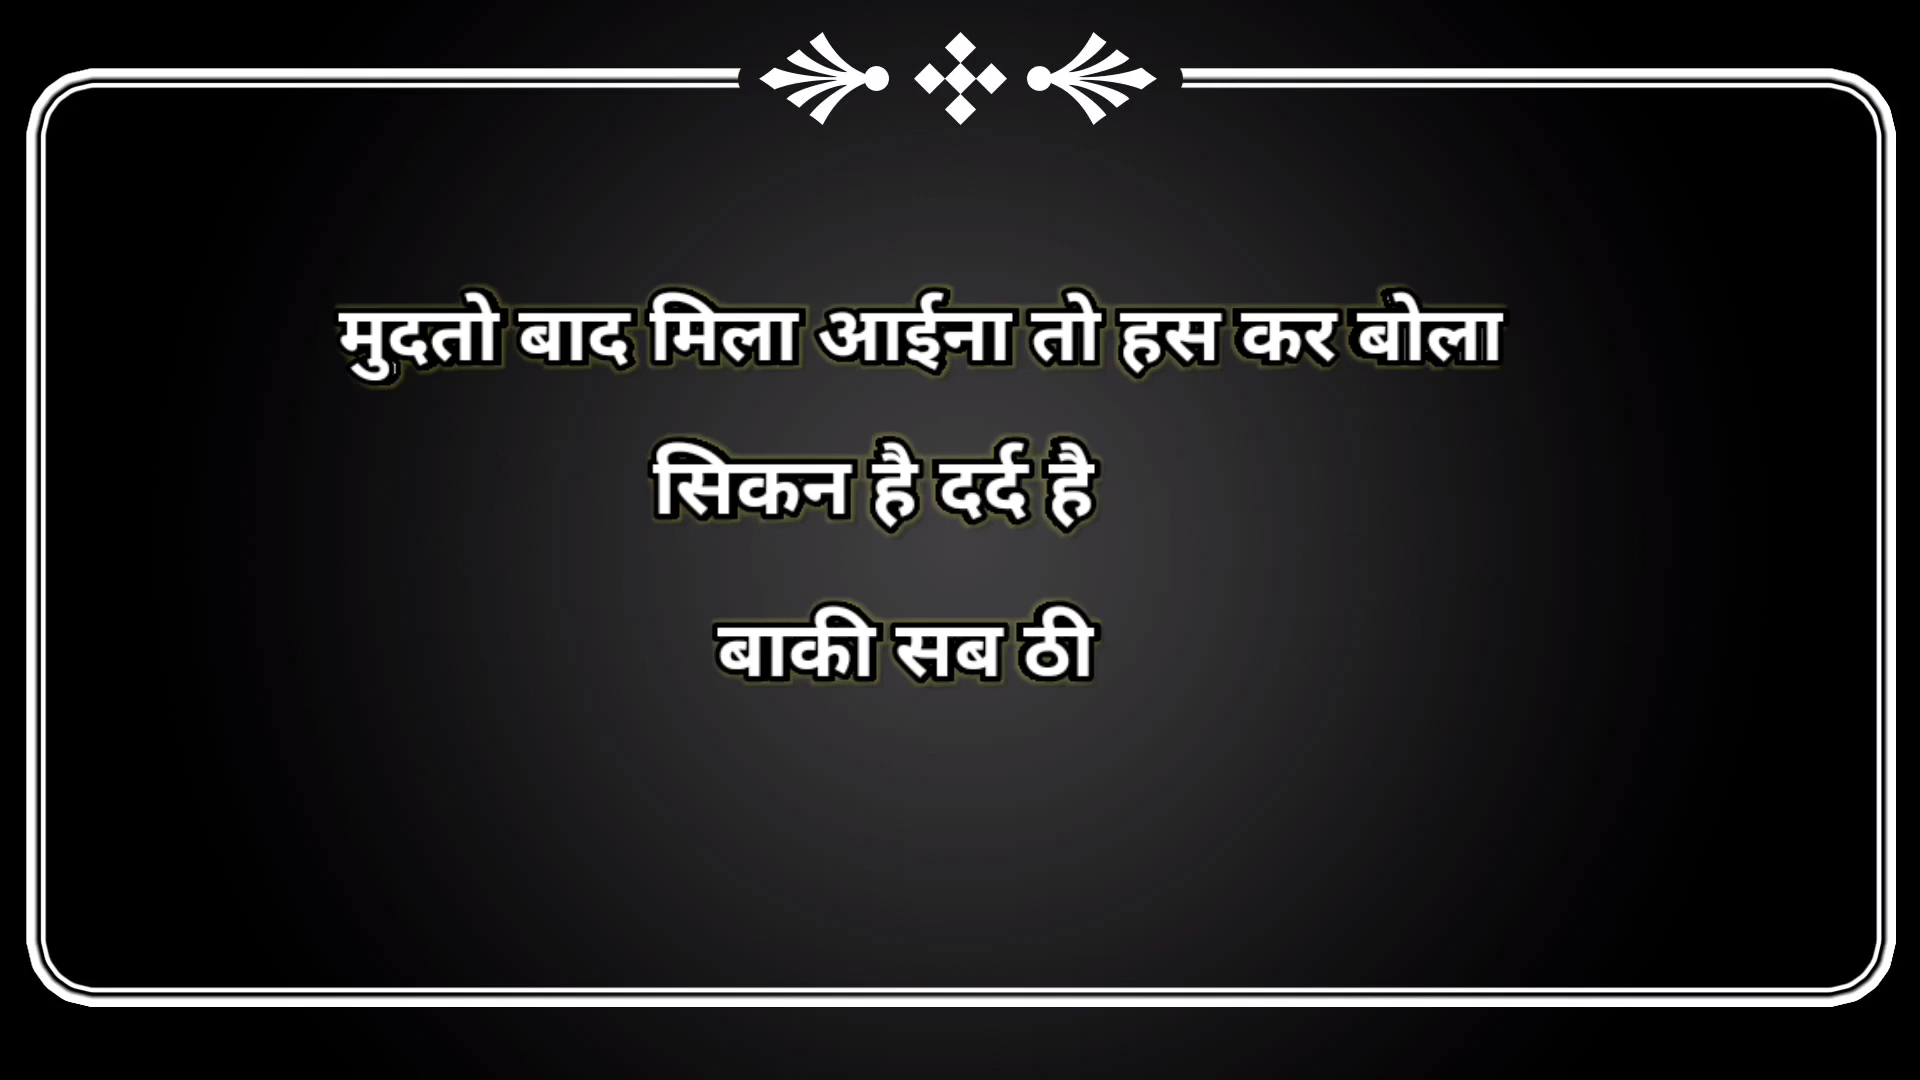 मुदतो बाद मिला आईना तो हस कर बोला
सिकन है दर्द है
बाकी सब ठी